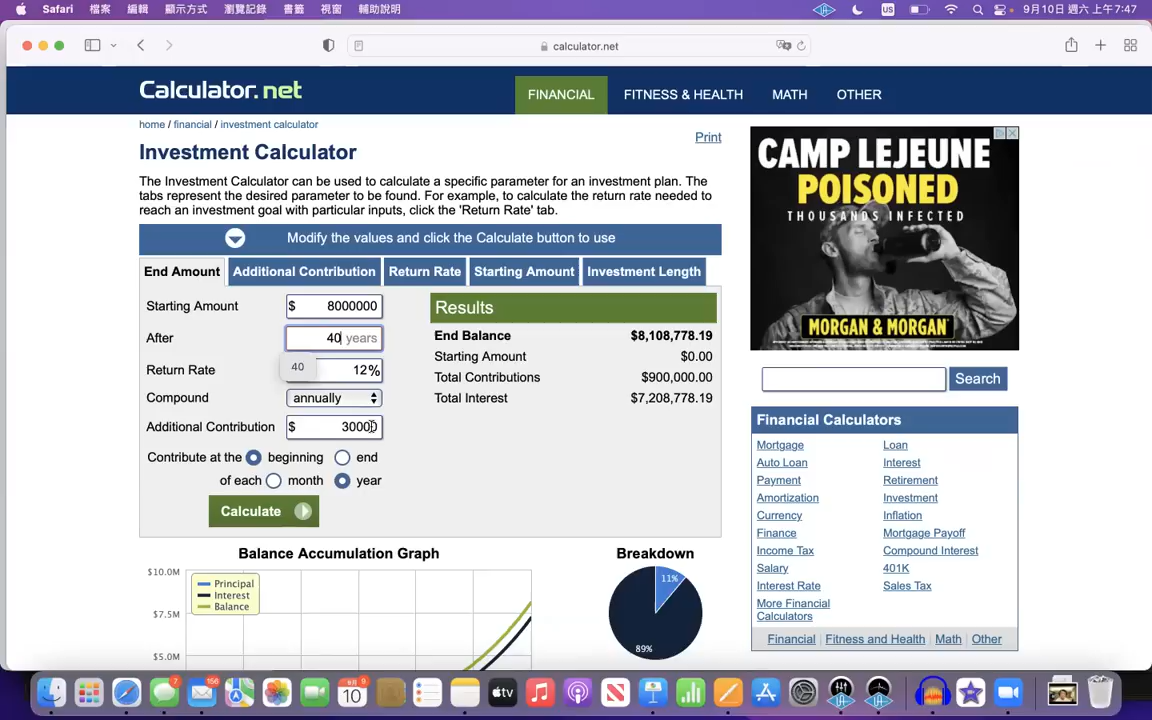 Safari 檔案 編輯 顯示方式 瀏覽記錄 書籤 視窗 輔助說明 US 9月10日 週六 上午7:47
calculator.net
Calculator.net
FINANCIAL FITNESS & HEALTH MATH OTHER
home / financial / investment calculator
Print
Investment Calculator
The Investment Calculator can be used to calculate a specific parameter for an investment plan. The
tabs represent the desired parameter to be found. For example, to calculate the return rate needed to
reach an investment goal with particular inputs, click the 'Return Rate' tab.
Modify the values and click the Calculate button to use
End Amount Additional Contribution Return Rate Starting Amount Investment Length
Starting Amount $ 8000000
After 40 years
40
Return Rate 12%
Compound annually
Additional Contribution $ 30000
Contribute at the beginning end
of each month year
Calculate
Results
End Balance $8,108,778.19
Starting Amount $0.00
Total Contributions $900,000.00
Total Interest $7,208,778.19
Balance Accumulation Graph
$10.0M
$7.5M
$5.0M
Principal
Interest
Balance
Breakdown
11%
89%
CAMP LEJEUNE
POISONED
THOUSANDS INFECTED
MORGAN & MORGAN
Search
Financial Calculators
Mortgage Loan
Auto Loan Interest
Payment Retirement
Amortization Investment
Currency Inflation
Finance Mortgage Payoff
Income Tax Compound Interest
Salary 401K
Interest Rate Sales Tax
More Financial
Calculators
Financial | Fitness and Health | Math | Other
7
156
9月 9
10
tv